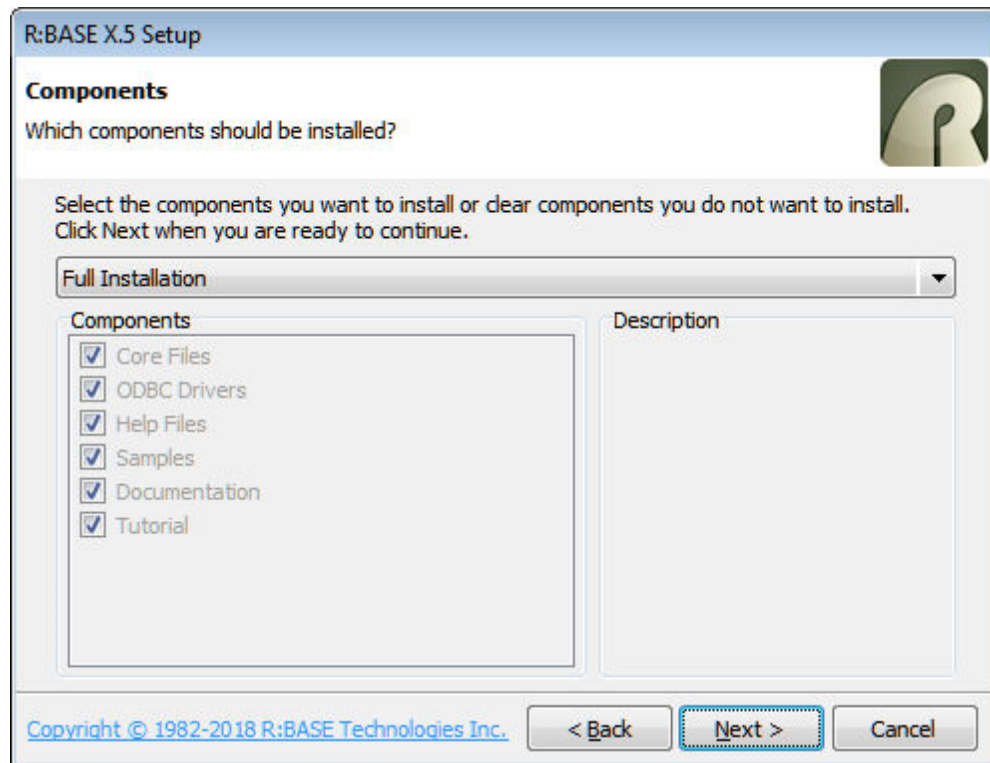 R:BASE X.5 Setup
Components
Which components should be installed?
Select the components you want to install or clear components you do not want to install.
Click Next when you are ready to continue.
Full Installation
Components
Description
Core Files
ODBC Drivers
Help Files
Samples
Documentation
Tutorial
Copyright © 1982-2018 R:BASE Technologies Inc.
< Back
Next >
Cancel